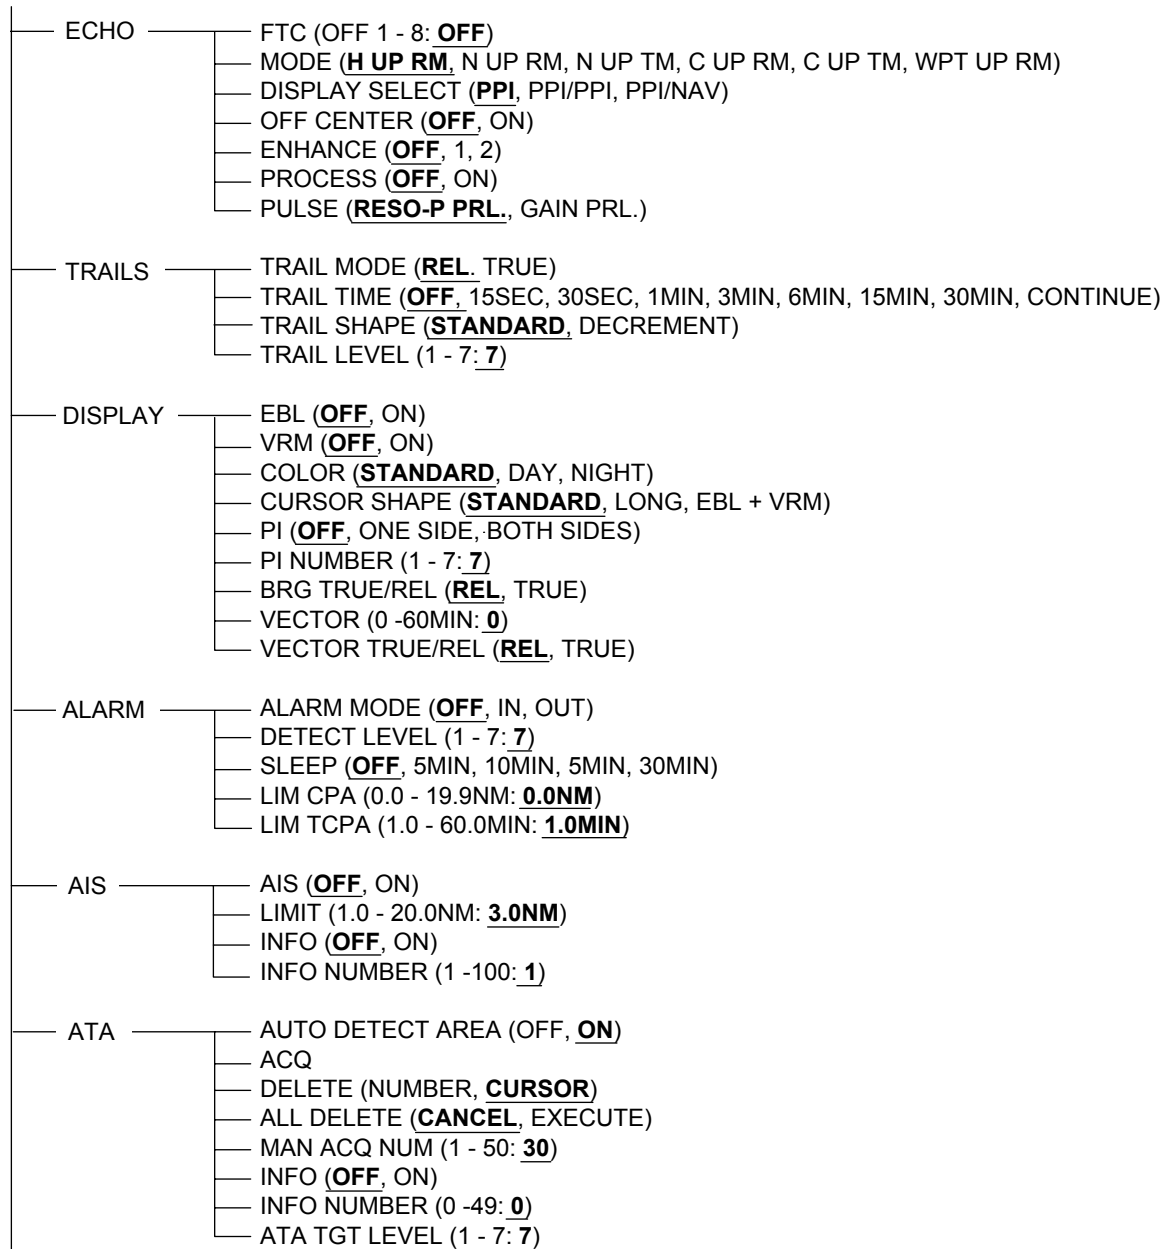 ECHO
FTC (OFF 1 - 8: OFF)
MODE (H UP RM, N UP RM, N UP TM, C UP RM, C UP TM, WPT UP RM)
DISPLAY SELECT (PPI, PPI/PPI, PPI/NAV)
OFF CENTER (OFF, ON)
ENHANCE (OFF, 1, 2)
PROCESS (OFF, ON)
PULSE (RESO-P PRL., GAIN PRL.)
TRAILS
TRAIL MODE (REL. TRUE)
TRAIL TIME (OFF, 15SEC, 30SEC, 1MIN, 3MIN, 6MIN, 15MIN, 30MIN, CONTINUE)
TRAIL SHAPE (STANDARD, DECREMENT)
TRAIL LEVEL (1 - 7: 7)
DISPLAY
EBL (OFF, ON)
VRM (OFF, ON)
COLOR (STANDARD, DAY, NIGHT)
CURSOR SHAPE (STANDARD, LONG, EBL + VRM)
PI (OFF, ONE SIDE, BOTH SIDES)
PI NUMBER (1 - 7: 7)
BRG TRUE/REL (REL, TRUE)
VECTOR (0 -60MIN: 0)
VECTOR TRUE/REL (REL, TRUE)
ALARM
ALARM MODE (OFF, IN, OUT)
DETECT LEVEL (1 - 7: 7)
SLEEP (OFF, 5MIN, 10MIN, 5MIN, 30MIN)
LIM CPA (0.0 - 19.9NM: 0.0NM)
LIM TCPA (1.0 - 60.0MIN: 1.0MIN)
AIS
AIS (OFF, ON)
LIMIT (1.0 - 20.0NM: 3.0NM)
INFO (OFF, ON)
INFO NUMBER (1 -100: 1)
ATA
AUTO DETECT AREA (OFF, ON)
ACQ
DELETE (NUMBER, CURSOR)
ALL DELETE (CANCEL, EXECUTE)
MAN ACQ NUM (1 - 50: 30)
INFO (OFF, ON)
INFO NUMBER (0 -49: 0)
ATA TGT LEVEL (1 - 7: 7)